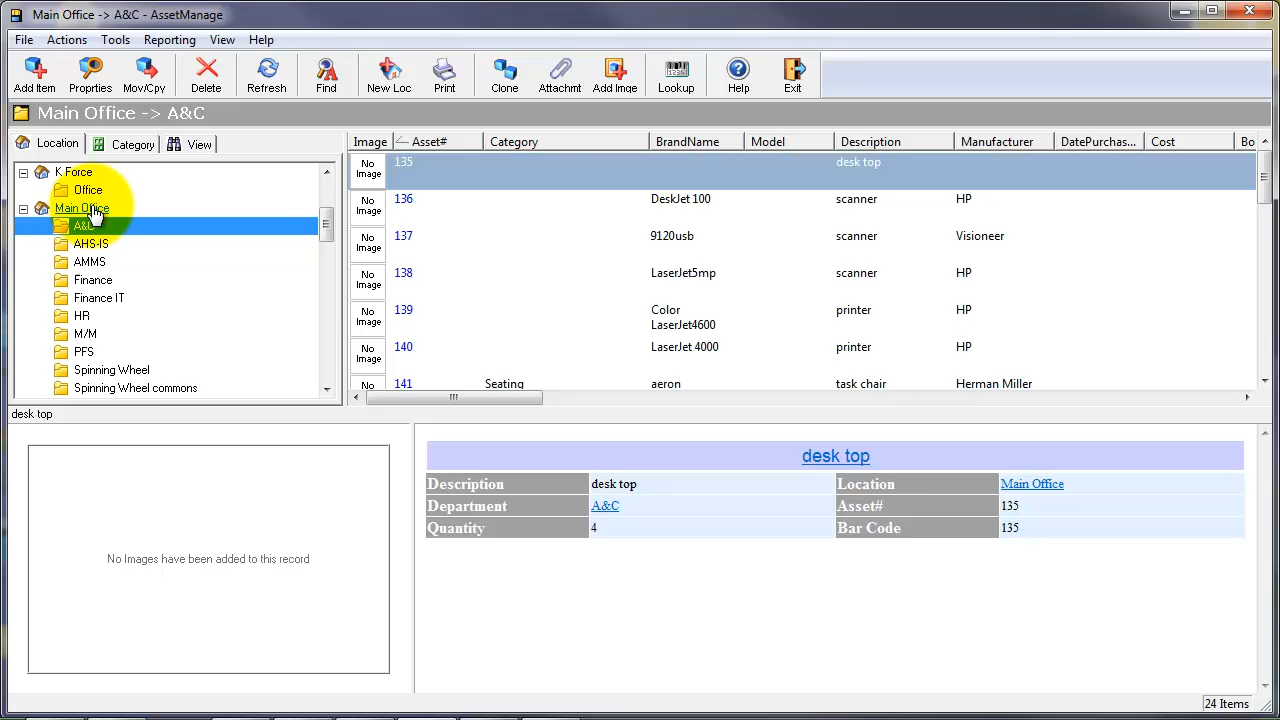 Main Office -> A&C - AssetManage
File Actions Tools Reporting View Help
Add Item Properties Mov/Cpy Delete Refresh Find New Loc Print Clone Attachmt Add Imge Lookup Help Exit
Main Office -> A&C
Location Category View
K Force
Office
Main Office
A&C
AHS-IS
AMMS
Finance
Finance IT
HR
M/M
PFS
Spinning Wheel
Spinning Wheel commons
Image Asset# Category BrandName Model Description Manufacturer DatePurchas... Cost Bo
No Image 135 desk top
No Image 136 DeskJet 100 scanner HP
No Image 137 9120usb scanner Visioneer
No Image 138 LaserJet5mp scanner HP
No Image 139 Color LaserJet4600 printer HP
No Image 140 LaserJet 4000 printer HP
No 141 Seating aeron task chair Herman Miller
desk top
No Images have been added to this record
desk top
Description desk top Location Main Office
Department A&C Asset# 135
Quantity 4 Bar Code 135
24 Items